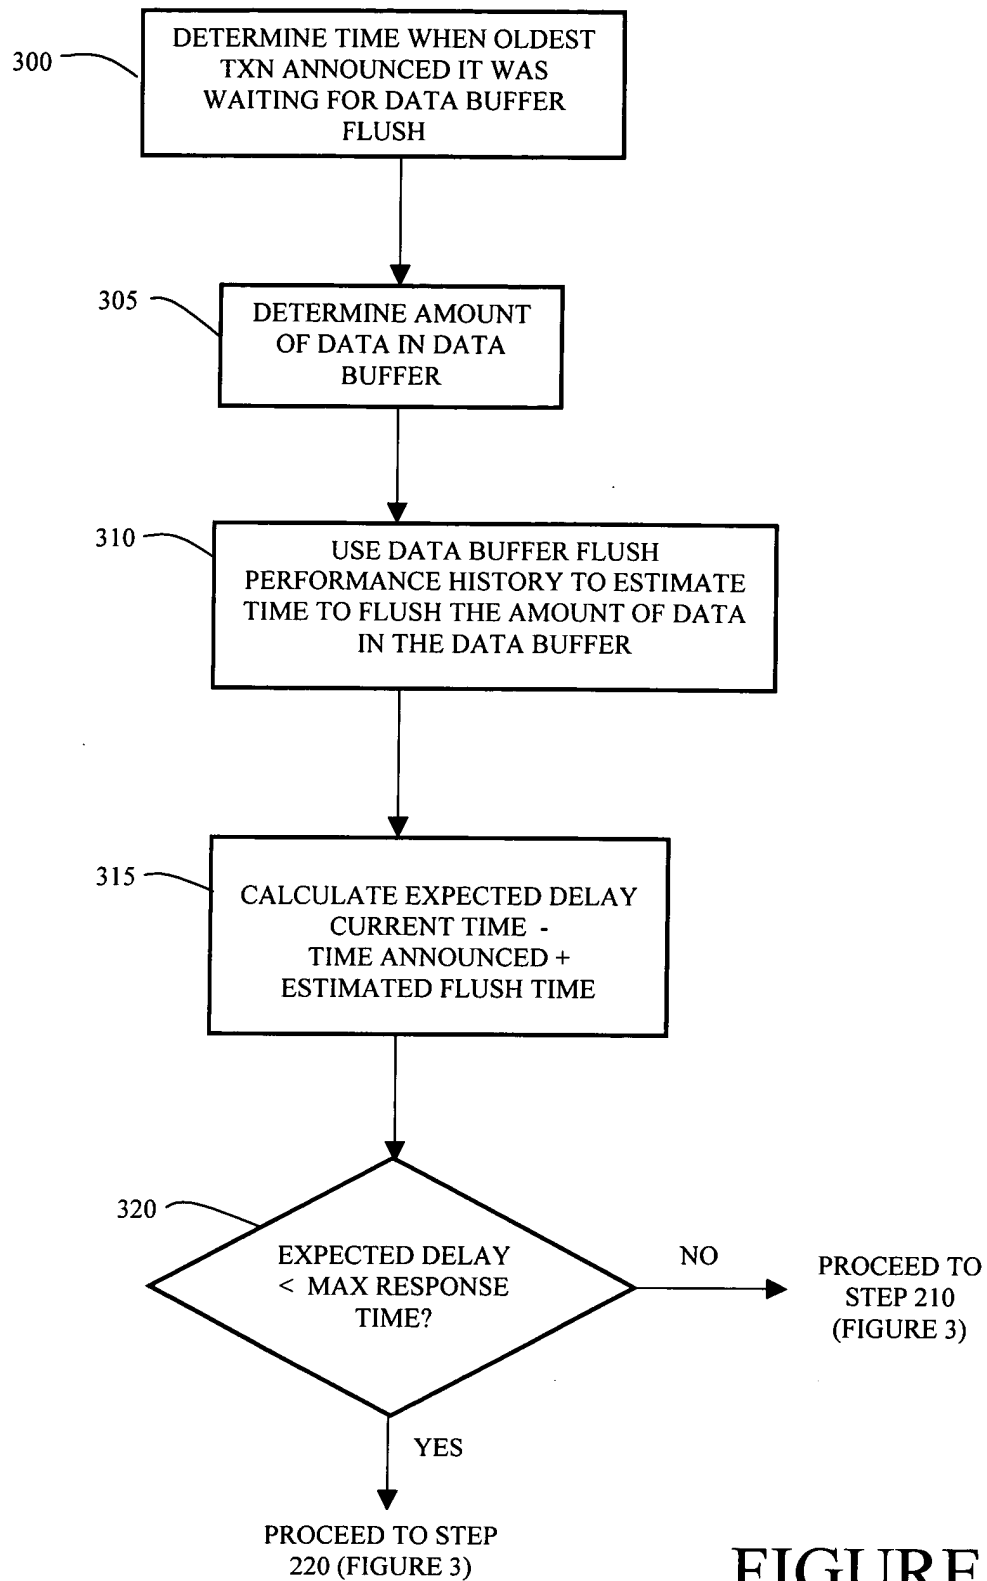 300
DETERMINE TIME WHEN OLDEST
TXN ANNOUNCED IT WAS
WAITING FOR DATA BUFFER
FLUSH
305
DETERMINE AMOUNT
OF DATA IN DATA
BUFFER
310
USE DATA BUFFER FLUSH
PERFORMANCE HISTORY TO ESTIMATE
TIME TO FLUSH THE AMOUNT OF DATA
IN THE DATA BUFFER
315
CALCULATE EXPECTED DELAY
CURRENT TIME -
TIME ANNOUNCED +
ESTIMATED FLUSH TIME
320
EXPECTED DELAY
< MAX RESPONSE
TIME?
NO
PROCEED TO
STEP 210
(FIGURE 3)
YES
PROCEED TO STEP
220 (FIGURE 3)
FIGURE